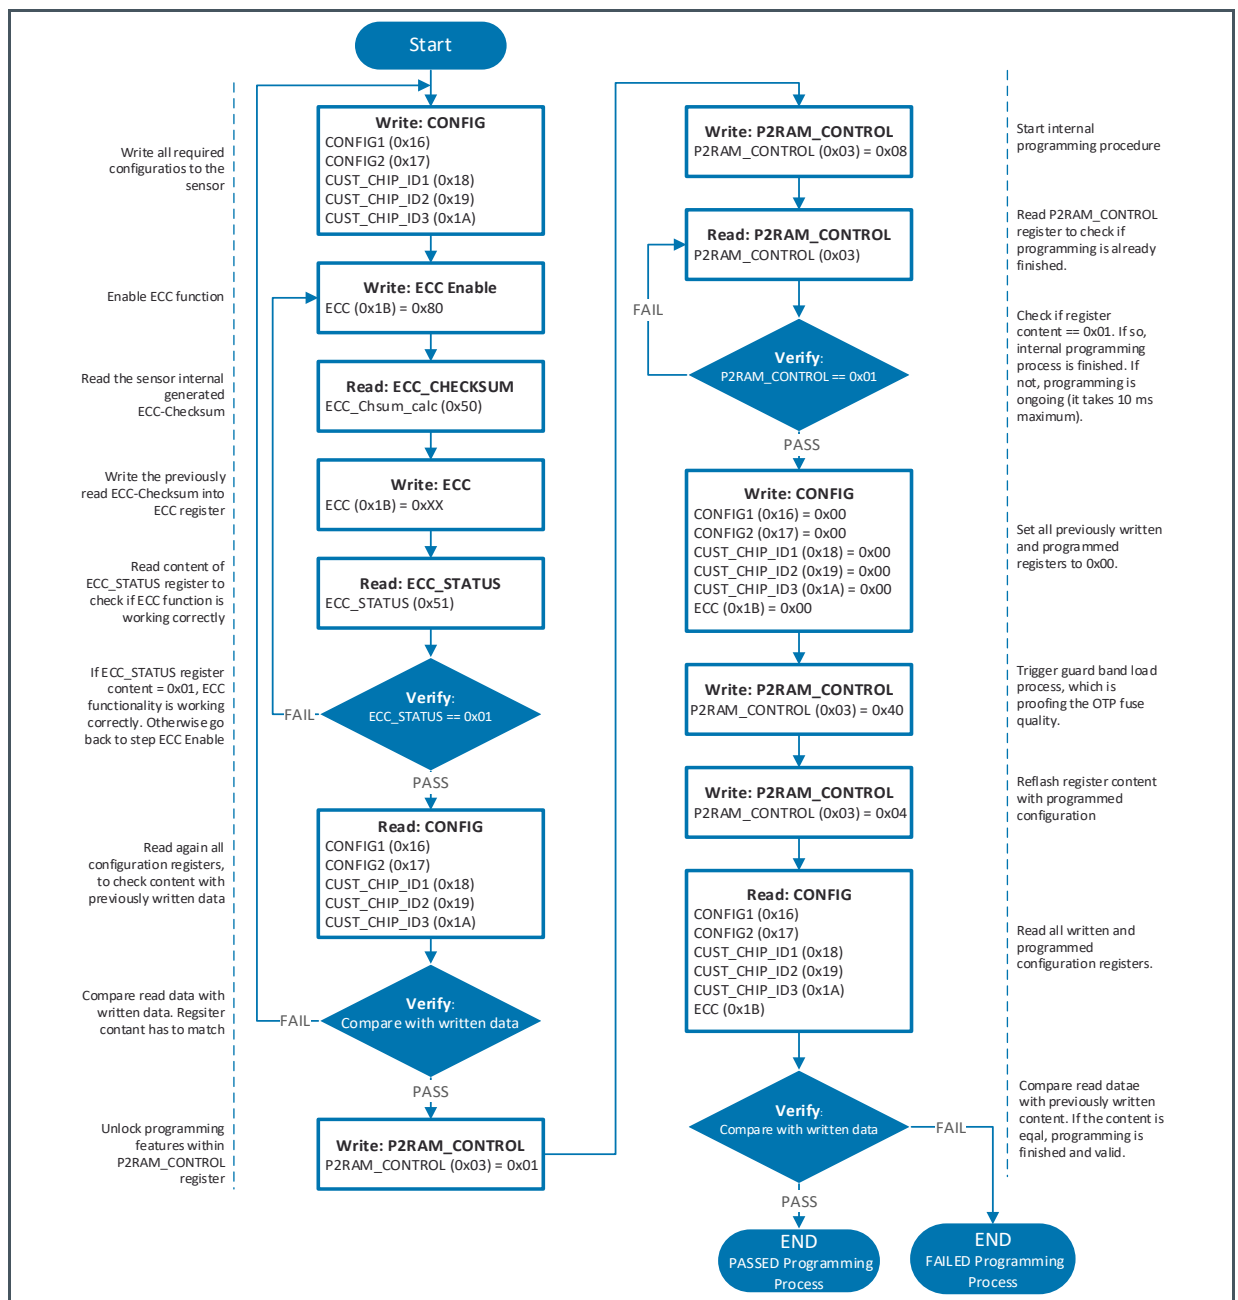 Start
Write all required
configuratios to the
sensor
Write: CONFIG
CONFIG1 (0x16)
CONFIG2 (0x17)
CUST_CHIP_ID1 (0x18)
CUST_CHIP_ID2 (0x19)
CUST_CHIP_ID3 (0x1A)
Enable ECC function
Write: ECC Enable
ECC (0x1B) = 0x80
Read the sensor internal
generated
ECC-Checksum
Read: ECC_CHECKSUM
ECC_Chsum_calc (0x50)
Write the previously
read ECC-Checksum into
ECC register
Write: ECC
ECC (0x1B) = 0xXX
Read content of
ECC_STATUS register to
check if ECC function is
working correctly
Read: ECC_STATUS
ECC_STATUS (0x51)
If ECC_STATUS register
content = 0x01, ECC
functionality is working
correctly. Otherwise go
back to step ECC Enable
FAIL
Verify:
ECC_STATUS == 0x01
PASS
Read again all
configuration registers,
to check content with
previously written data
Read: CONFIG
CONFIG1 (0x16)
CONFIG2 (0x17)
CUST_CHIP_ID1 (0x18)
CUST_CHIP_ID2 (0x19)
CUST_CHIP_ID3 (0x1A)
Compare read data with
written data. Regsiter
contant has to match
FAIL
Verify:
Compare with written data
PASS
Unlock programming
features within
P2RAM_CONTROL
register
Write: P2RAM_CONTROL
P2RAM_CONTROL (0x03) = 0x01
Write: P2RAM_CONTROL
P2RAM_CONTROL (0x03) = 0x08
Start internal
programming procedure
Read: P2RAM_CONTROL
P2RAM_CONTROL (0x03)
Read P2RAM_CONTROL
register to check if
programming is already
finished.
FAIL
Verify:
P2RAM_CONTROL == 0x01
Check if register
content == 0x01. If so,
internal programming
process is finished. If
not, programming is
ongoing (it takes 10 ms
maximum).
PASS
Write: CONFIG
CONFIG1 (0x16) = 0x00
CONFIG2 (0x17) = 0x00
CUST_CHIP_ID1 (0x18) = 0x00
CUST_CHIP_ID2 (0x19) = 0x00
CUST_CHIP_ID3 (0x1A) = 0x00
ECC (0x1B) = 0x00
Set all previously written
and programmed
registers to 0x00.
Write: P2RAM_CONTROL
P2RAM_CONTROL (0x03) = 0x40
Trigger guard band load
process, which is
proofing the OTP fuse
quality.
Write: P2RAM_CONTROL
P2RAM_CONTROL (0x03) = 0x04
Reflash register content
with programmed
configuration
Read: CONFIG
CONFIG1 (0x16)
CONFIG2 (0x17)
CUST_CHIP_ID1 (0x18)
CUST_CHIP_ID2 (0x19)
CUST_CHIP_ID3 (0x1A)
ECC (0x1B)
Read all written and
programmed
configuration registers.
Verify:
Compare with written data
FAIL
Compare read datae
with previously written
content. If the content is
eqal, programming is
finished and valid.
PASS
END
PASSED Programming
Process
END
FAILED Programming
Process